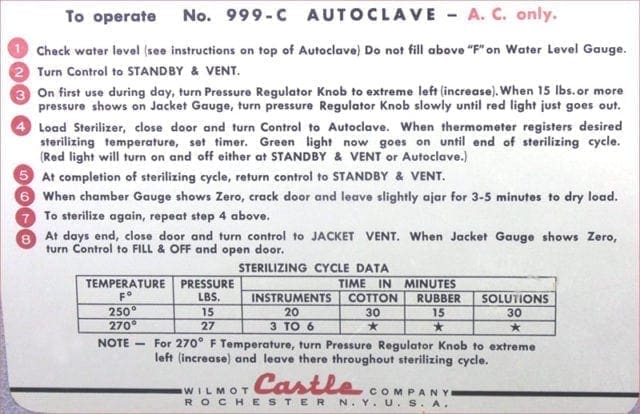 To operate No. 999-C AUTOCLAVE – A. C. only.
1 Check water level (see instructions on top of Autoclave) Do not fill above "F" on Water Level Gauge.
2 Turn Control to STANDBY & VENT.
3 On first use during day, turn Pressure Regulator Knob to extreme left (increase). When 15 lbs. or more
pressure shows on Jacket Gauge, turn pressure Regulator Knob slowly until red light just goes out.
4 Load Sterilizer, close door and turn Control to Autoclave. When thermometer registers desired
sterilizing temperature, set timer. Green light now goes on until end of sterilizing cycle.
(Red light will turn on and off either at STANDBY & VENT or Autoclave.)
5 At completion of sterilizing cycle, return control to STANDBY & VENT.
6 When chamber Gauge shows Zero, crack door and leave slightly ajar for 3-5 minutes to dry load.
7 To sterilize again, repeat step 4 above.
8 At days end, close door and turn control to JACKET VENT. When Jacket Gauge shows Zero,
turn Control to FILL & OFF and open door.
STERILIZING CYCLE DATA
TEMPERATURE PRESSURE TIME IN MINUTES
F° LBS. INSTRUMENTS COTTON RUBBER SOLUTIONS
250° 15 20 30 15 30
270° 27 3 TO 6 ★ ★ ★
NOTE — For 270° F Temperature, turn Pressure Regulator Knob to extreme
left (increase) and leave there throughout sterilizing cycle.
WILMOT Castle COMPANY
ROCHESTER N.Y. U.S.A.